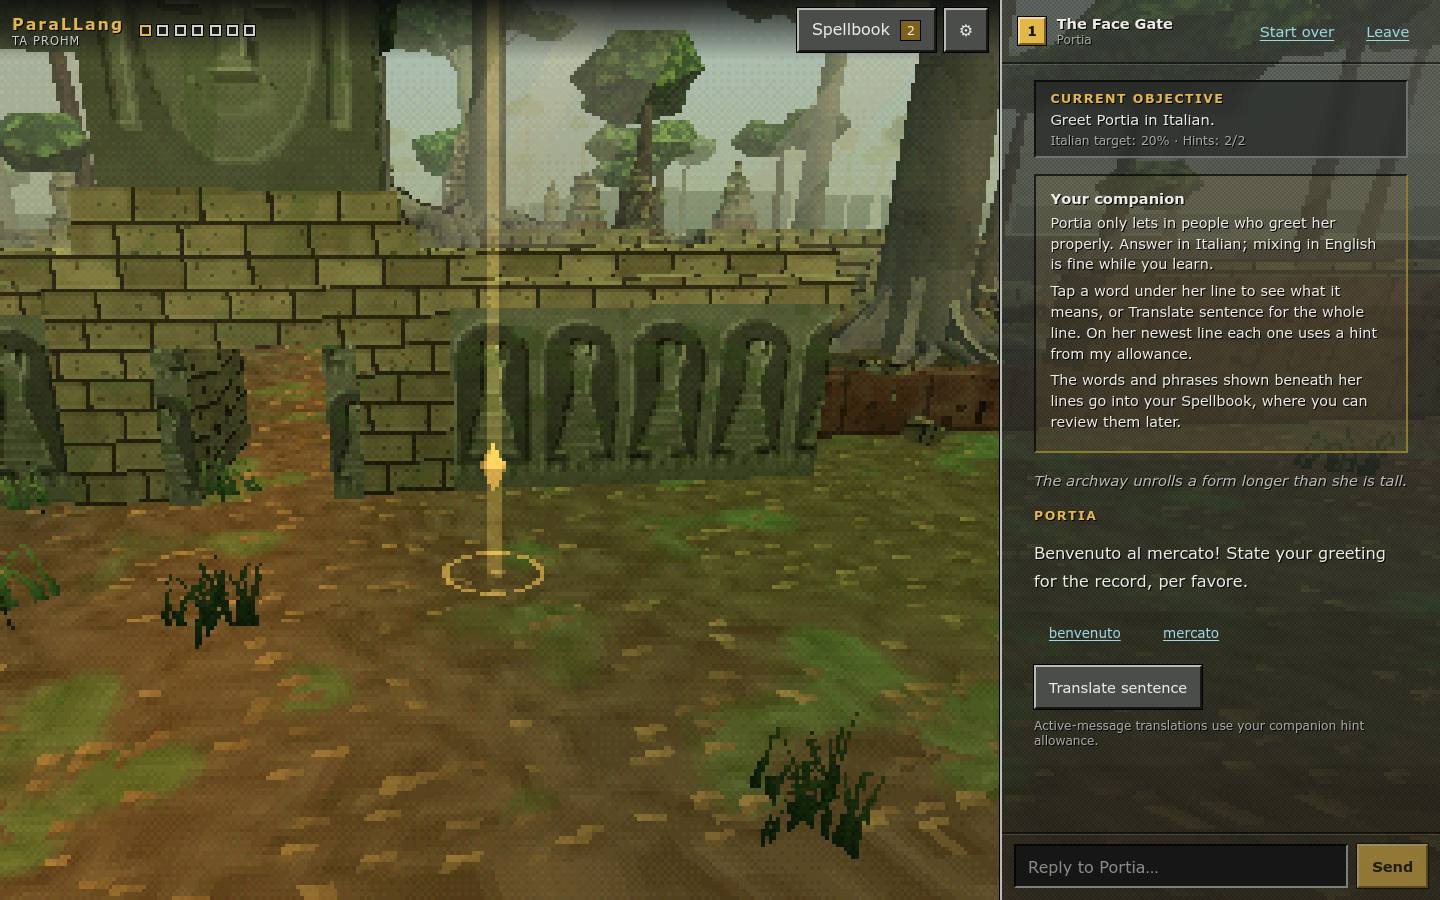 ParaLLang
TA PROHM
Spellbook 2
1
The Face Gate
Portia
Start over
Leave
CURRENT OBJECTIVE
Greet Portia in Italian.
Italian target: 20% · Hints: 2/2
Your companion
Portia only lets in people who greet her
properly. Answer in Italian; mixing in English
is fine while you learn.
Tap a word under her line to see what it
means, or Translate sentence for the whole
line. On her newest line each one uses a hint
from my allowance.
The words and phrases shown beneath her
lines go into your Spellbook, where you can
review them later.
The archway unrolls a form longer than she is tall.
PORTIA
Benvenuto al mercato! State your greeting
for the record, per favore.
benvenuto mercato
Translate sentence
Active-message translations use your companion hint
allowance.
Reply to Portia…
Send